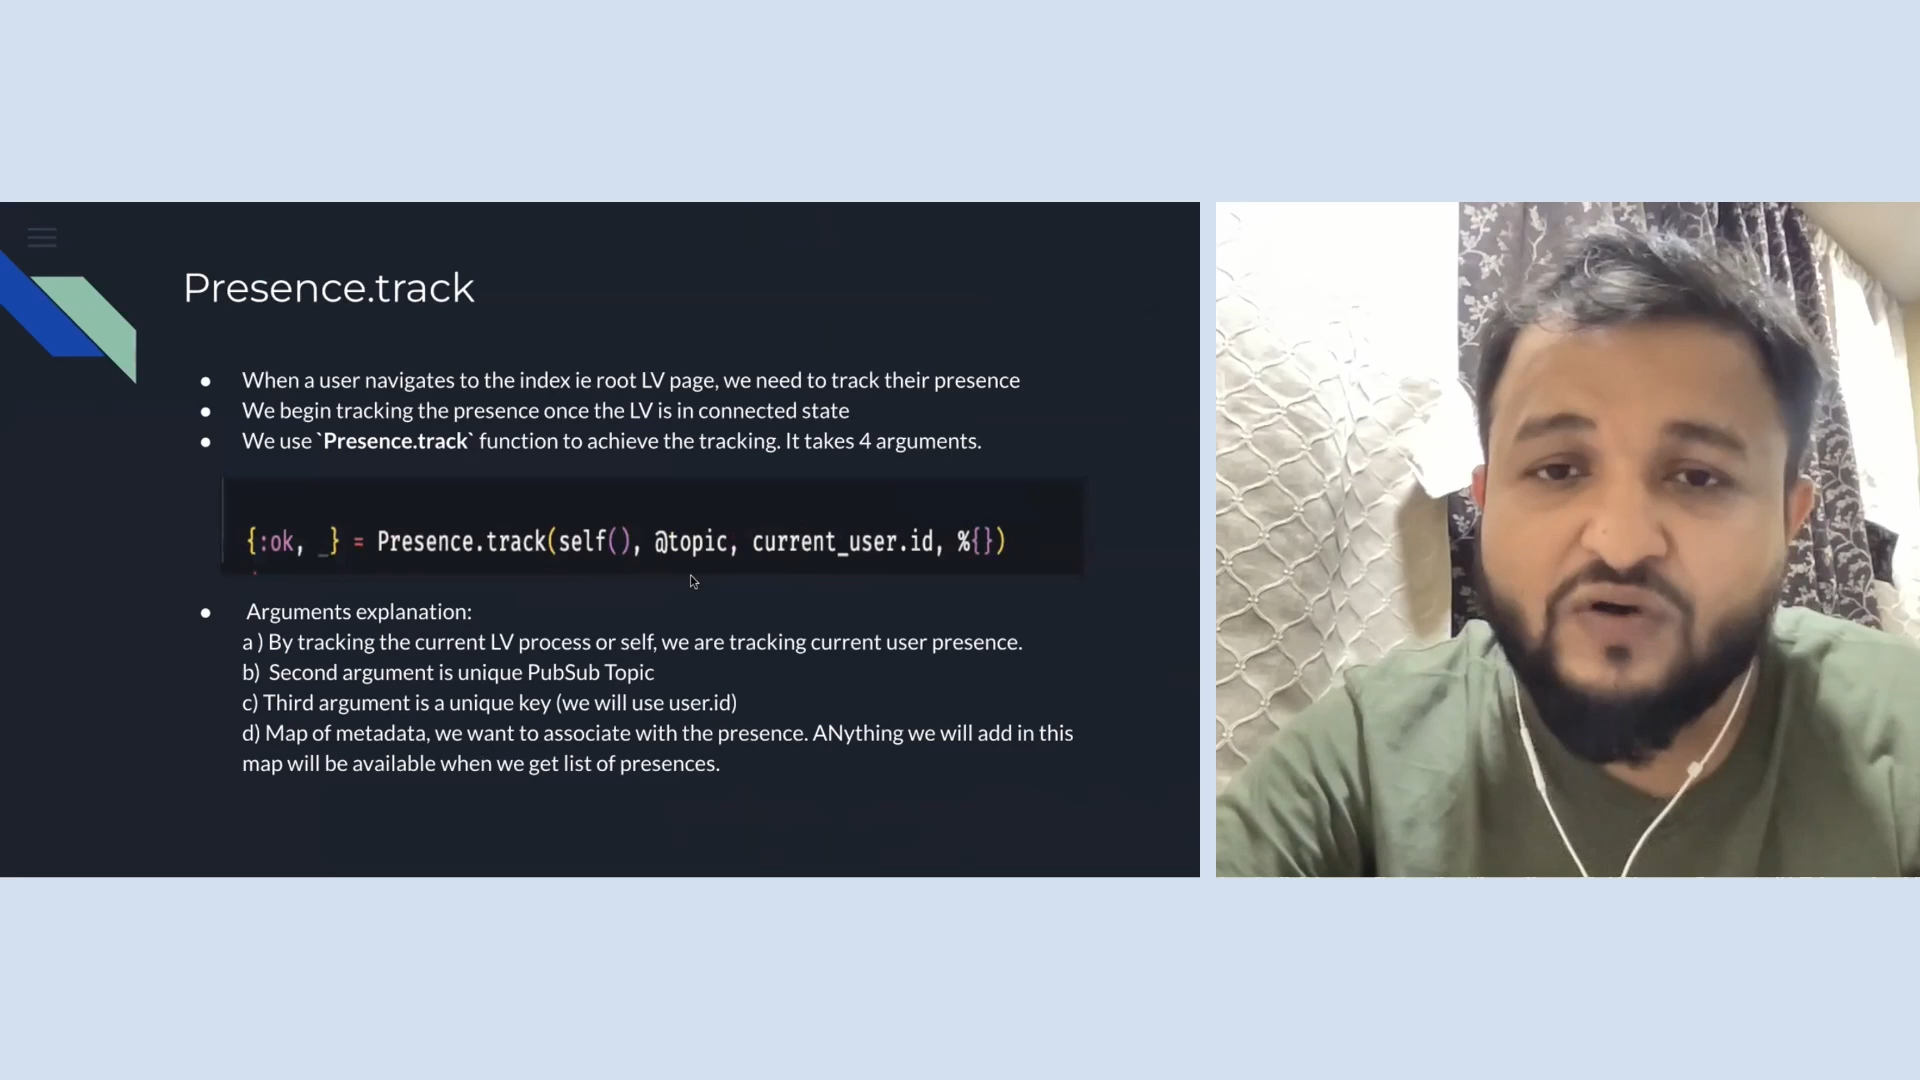 Presence.track
● When a user navigates to the index ie root LV page, we need to track their presence
● We begin tracking the presence once the LV is in connected state
● We use `Presence.track` function to achieve the tracking. It takes 4 arguments.
{:ok, _} = Presence.track(self(), @topic, current_user.id, %{})
● Arguments explanation:
a ) By tracking the current LV process or self, we are tracking current user presence.
b) Second argument is unique PubSub Topic
c) Third argument is a unique key (we will use user.id)
d) Map of metadata, we want to associate with the presence. ANything we will add in this
map will be available when we get list of presences.